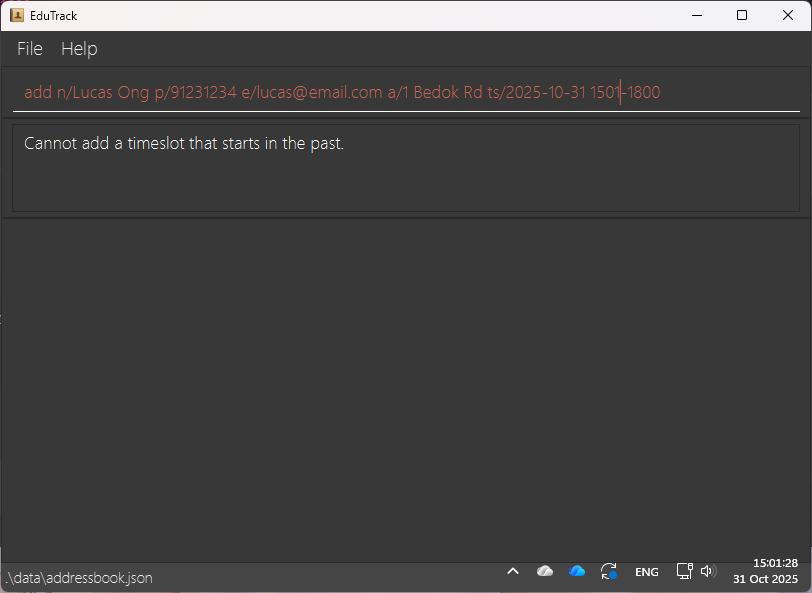 EduTrack
File Help
add n/Lucas Ong p/91231234 e/lucas@email.com a/1 Bedok Rd ts/2025-10-31 1501-1800
Cannot add a timeslot that starts in the past.
.\data\addressbook.json
ENG
15:01:28
31 Oct 2025